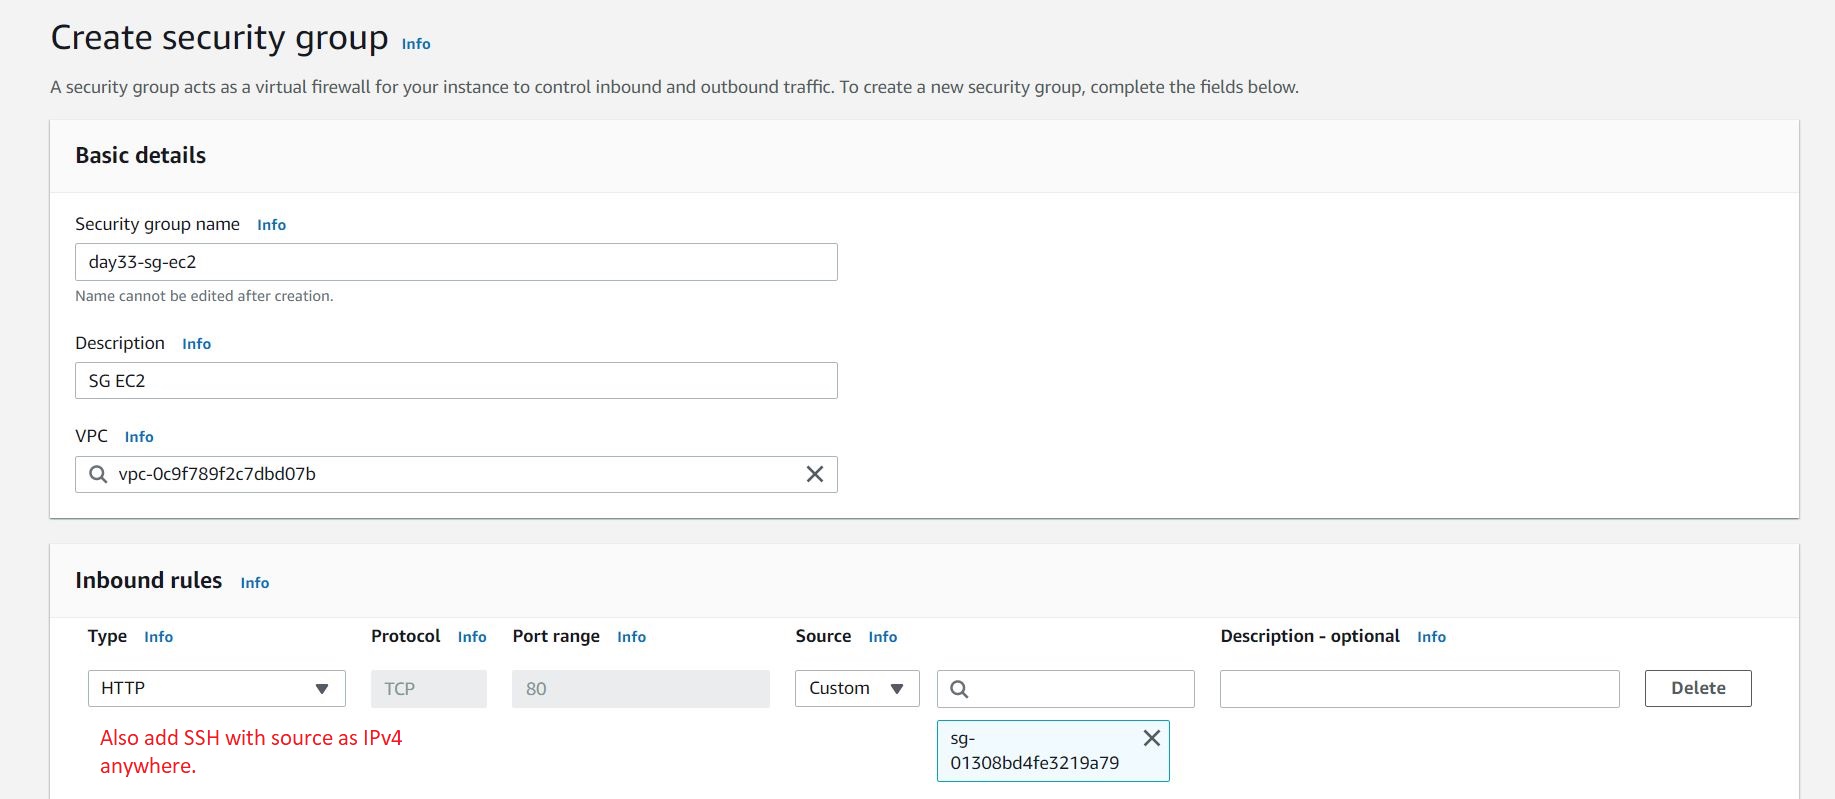 Create security group Info
A security group acts as a virtual firewall for your instance to control inbound and outbound traffic. To create a new security group, complete the fields below.
Basic details
Security group name Info
day33-sg-ec2
Name cannot be edited after creation.
Description Info
SG EC2
VPC Info
vpc-0c9f789f2c7dbd07b
Inbound rules Info
Type Info Protocol Info Port range Info Source Info Description - optional Info
HTTP TCP 80 Custom Delete
Also add SSH with source as IPv4
anywhere.
sg-
01308bd4fe3219a79